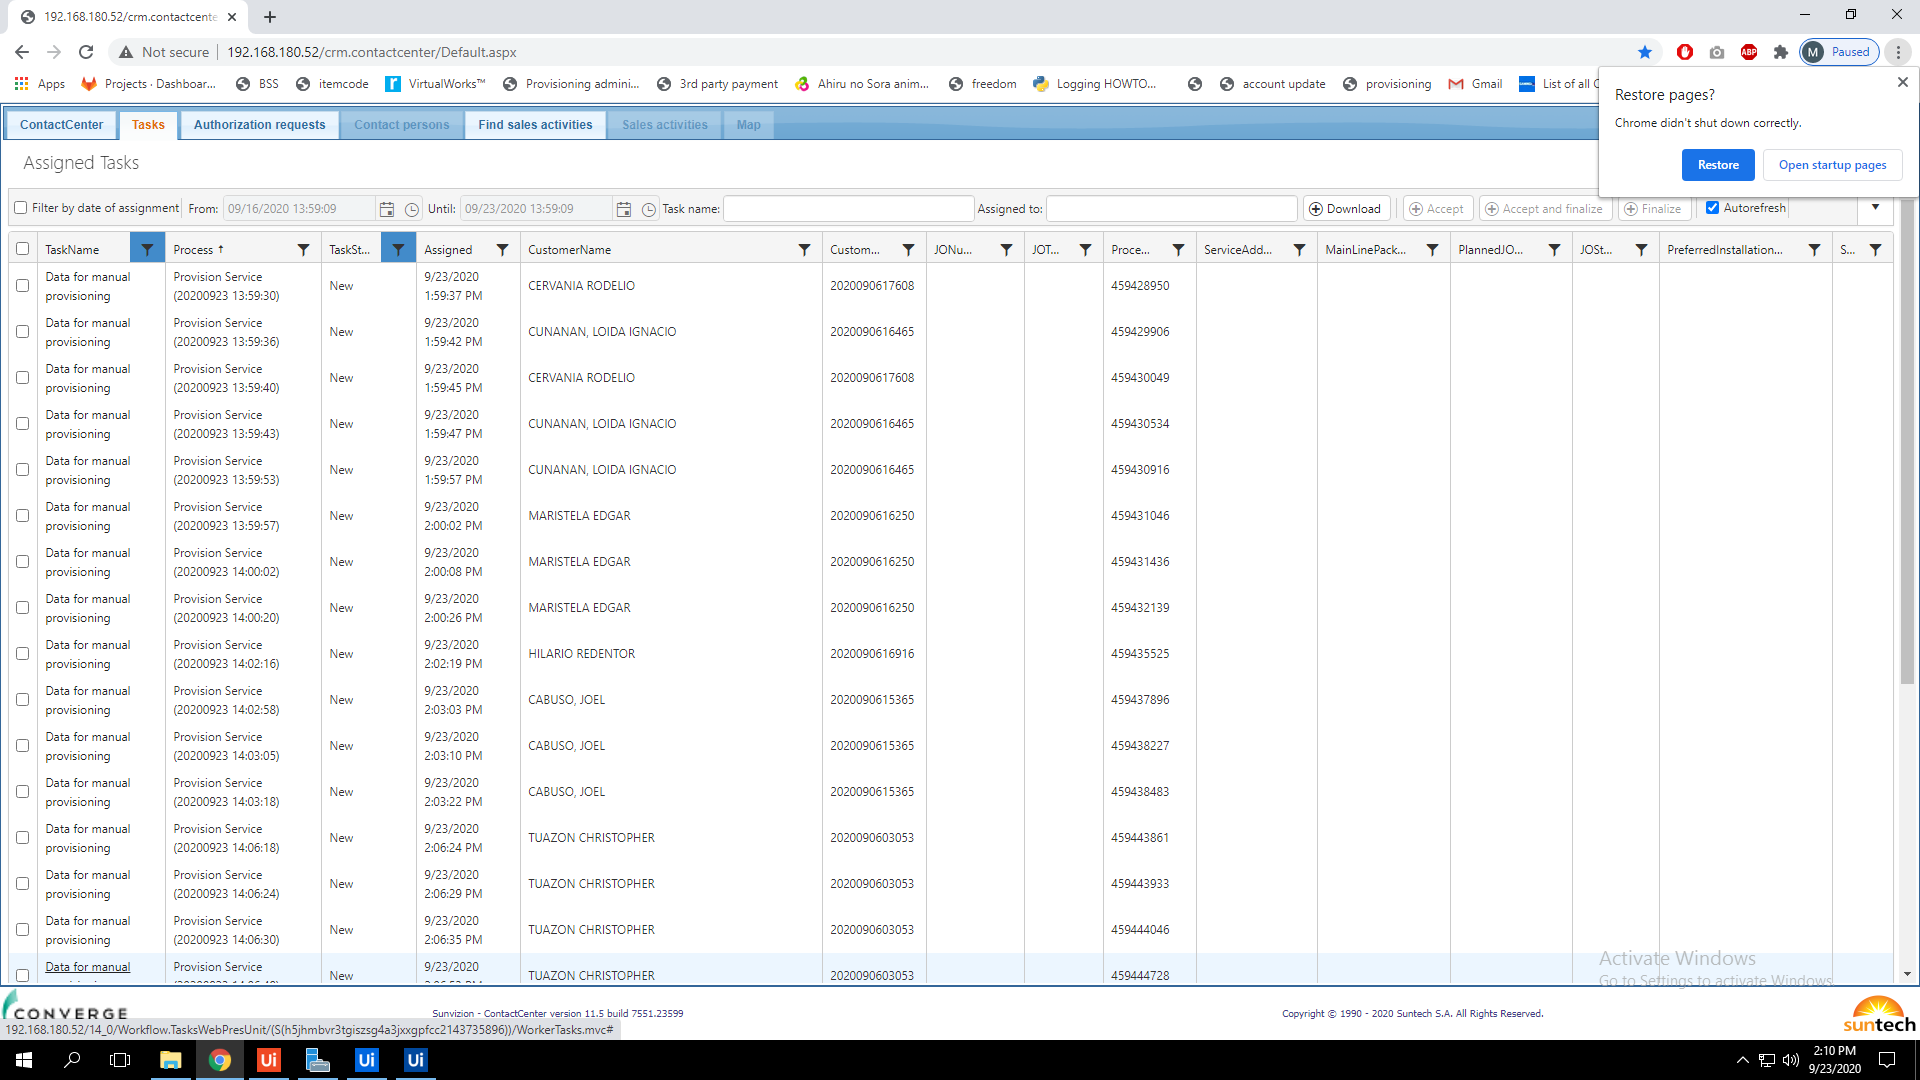 192.168.180.52/crm.contactcente
Not secure 192.168.180.52/crm.contactcenter/Default.aspx
ABP M Paused
Apps Projects · Dashboar... BSS itemcode VirtualWorks™ Provisioning admini... 3rd party payment Ahiru no Sora anim... freedom Logging HOWTO... account update provisioning Gmail List of all C
Restore pages?
Chrome didn't shut down correctly.
Restore Open startup pages
ContactCenter Tasks Authorization requests Contact persons Find sales activities Sales activities Map
Assigned Tasks
Filter by date of assignment From: 09/16/2020 13:59:09 Until: 09/23/2020 13:59:09 Task name: Assigned to: Download Accept Accept and finalize Finalize Autorefresh
TaskName Process ↑ TaskSt... Assigned CustomerName Custom... JONu... JOT... Proce... ServiceAdd... MainLinePack... PlannedJO... JOSt... PreferredInstallation... S...
Data for manual provisioning Provision Service (20200923 13:59:30) New 9/23/2020 1:59:37 PM CERVANIA RODELIO 2020090617608 459428950
Data for manual provisioning Provision Service (20200923 13:59:36) New 9/23/2020 1:59:42 PM CUNANAN, LOIDA IGNACIO 2020090616465 459429906
Data for manual provisioning Provision Service (20200923 13:59:40) New 9/23/2020 1:59:45 PM CERVANIA RODELIO 2020090617608 459430049
Data for manual provisioning Provision Service (20200923 13:59:43) New 9/23/2020 1:59:47 PM CUNANAN, LOIDA IGNACIO 2020090616465 459430534
Data for manual provisioning Provision Service (20200923 13:59:53) New 9/23/2020 1:59:57 PM CUNANAN, LOIDA IGNACIO 2020090616465 459430916
Data for manual provisioning Provision Service (20200923 13:59:57) New 9/23/2020 2:00:02 PM MARISTELA EDGAR 2020090616250 459431046
Data for manual provisioning Provision Service (20200923 14:00:02) New 9/23/2020 2:00:08 PM MARISTELA EDGAR 2020090616250 459431436
Data for manual provisioning Provision Service (20200923 14:00:20) New 9/23/2020 2:00:26 PM MARISTELA EDGAR 2020090616250 459432139
Data for manual provisioning Provision Service (20200923 14:02:16) New 9/23/2020 2:02:19 PM HILARIO REDENTOR 2020090616916 459435525
Data for manual provisioning Provision Service (20200923 14:02:58) New 9/23/2020 2:03:03 PM CABUSO, JOEL 2020090615365 459437896
Data for manual provisioning Provision Service (20200923 14:03:05) New 9/23/2020 2:03:10 PM CABUSO, JOEL 2020090615365 459438227
Data for manual provisioning Provision Service (20200923 14:03:18) New 9/23/2020 2:03:22 PM CABUSO, JOEL 2020090615365 459438483
Data for manual provisioning Provision Service (20200923 14:06:18) New 9/23/2020 2:06:24 PM TUAZON CHRISTOPHER 2020090603053 459443861
Data for manual provisioning Provision Service (20200923 14:06:24) New 9/23/2020 2:06:29 PM TUAZON CHRISTOPHER 2020090603053 459443933
Data for manual provisioning Provision Service (20200923 14:06:30) New 9/23/2020 2:06:35 PM TUAZON CHRISTOPHER 2020090603053 459444046
Data for manual Provision Service New 9/23/2020 TUAZON CHRISTOPHER 2020090603053 459444728
Activate Windows
Go to Settings to activate Windows.
CONVERGE Sunvizion - ContactCenter version 11.5 build 7551.23599 Copyright © 1990 - 2020 Suntech S.A. All Rights Reserved. suntech
192.168.180.52/14_0/Workflow.TasksWebPresUnit/(S(h5jhmbvr3tgiszsg4a3jxxgpfcc2143735896))/WorkerTasks.mvc#
Ui Ui Ui 2:10 PM
9/23/2020